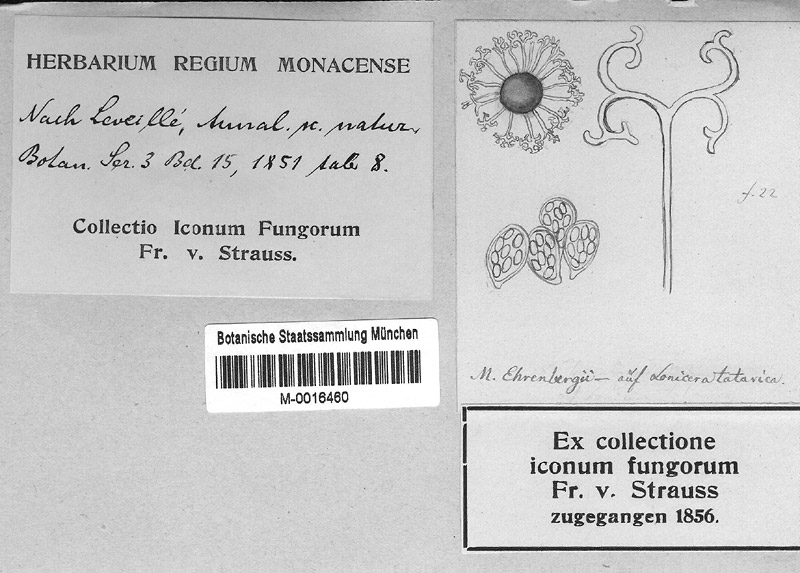 HERBARIUM REGIUM MONACENSE
Nach Leveillé, Annal. sc. natur.
Botan. Ser. 3 Bd. 15, 1851 tab 8.
Collectio Iconum Fungorum
Fr. v. Strauss.
f. 22
M. Ehrenbergii – auf Lonicera tatarica.
Botanische Staatssammlung München
M-0016460
Ex collectione
iconum fungorum
Fr. v. Strauss
zugegangen 1856.